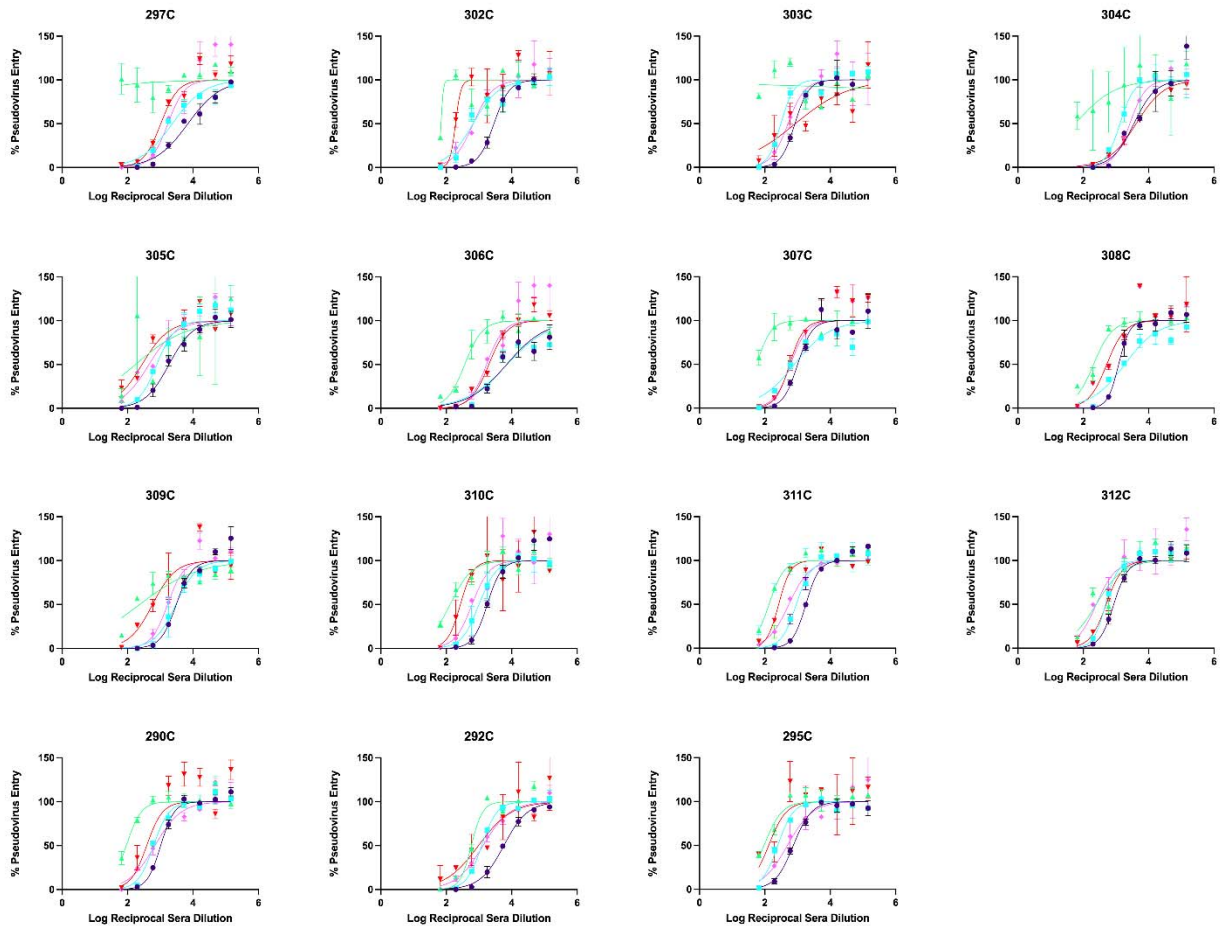 297C 302C 303C 304C
% Pseudovirus Entry % Pseudovirus Entry % Pseudovirus Entry % Pseudovirus Entry
150 150 150 150
100 100 100 100
50 50 50 50
0 0 0 0
0 2 4 6 0 2 4 6 0 2 4 6 0 2 4 6
Log Reciprocal Sera Dilution Log Reciprocal Sera Dilution Log Reciprocal Sera Dilution Log Reciprocal Sera Dilution
305C 306C 307C 308C
% Pseudovirus Entry % Pseudovirus Entry % Pseudovirus Entry % Pseudovirus Entry
150 150 150 150
100 100 100 100
50 50 50 50
0 0 0 0
0 2 4 6 0 2 4 6 0 2 4 6 0 2 4 6
Log Reciprocal Sera Dilution Log Reciprocal Sera Dilution Log Reciprocal Sera Dilution Log Reciprocal Sera Dilution
309C 310C 311C 312C
% Pseudovirus Entry % Pseudovirus Entry % Pseudovirus Entry % Pseudovirus Entry
150 150 150 150
100 100 100 100
50 50 50 50
0 0 0 0
0 2 4 6 0 2 4 6 0 2 4 6 0 2 4 6
Log Reciprocal Sera Dilution Log Reciprocal Sera Dilution Log Reciprocal Sera Dilution Log Reciprocal Sera Dilution
290C 292C 295C
% Pseudovirus Entry % Pseudovirus Entry % Pseudovirus Entry
150 150 150
100 100 100
50 50 50
0 0 0
0 2 4 6 0 2 4 6 0 2 4 6
Log Reciprocal Sera Dilution Log Reciprocal Sera Dilution Log Reciprocal Sera Dilution